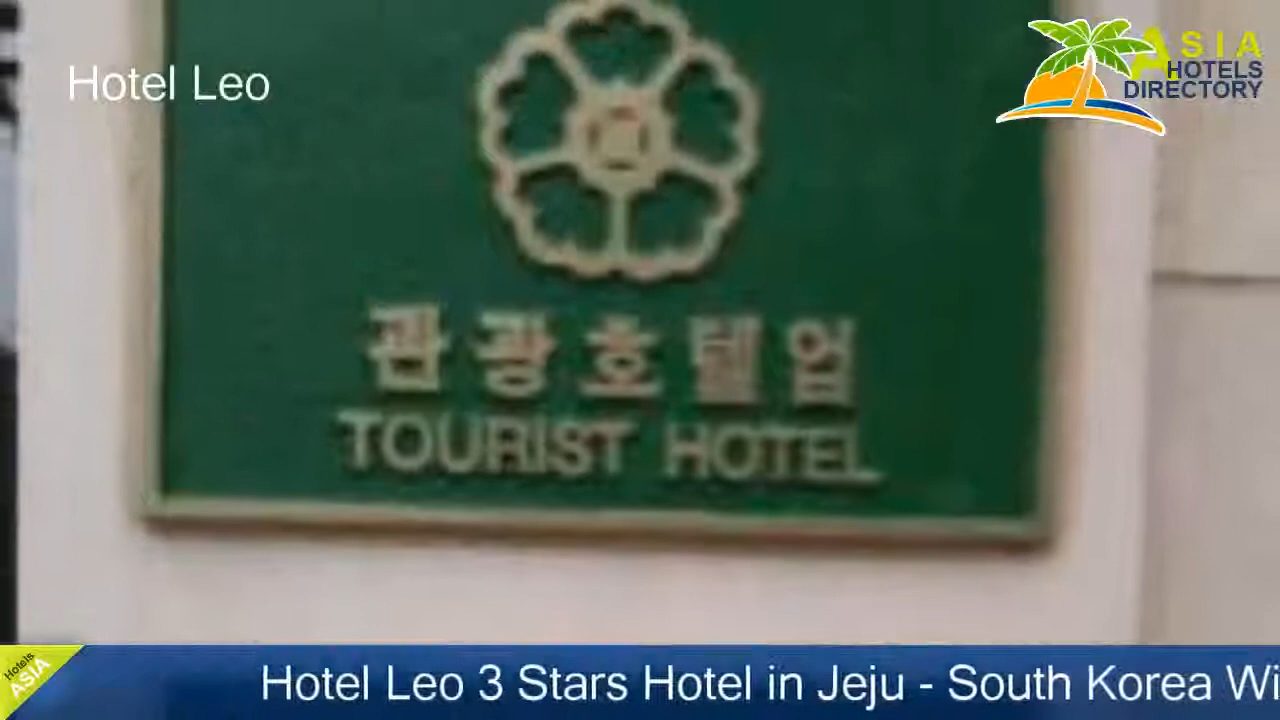 Hotel Leo
ASIA
HOTELS
DIRECTORY
관광호텔업
TOURIST HOTEL
Hotels
ASIA
Hotel Leo 3 Stars Hotel in Jeju - South Korea Wi